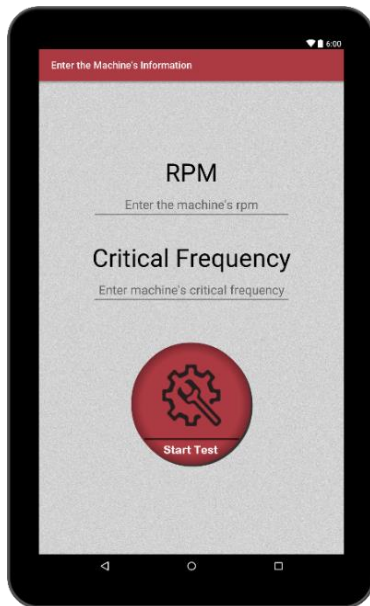 6:00
Enter the Machine's Information
RPM
Enter the machine's rpm
Critical Frequency
Enter machine's critical frequency
Start Test